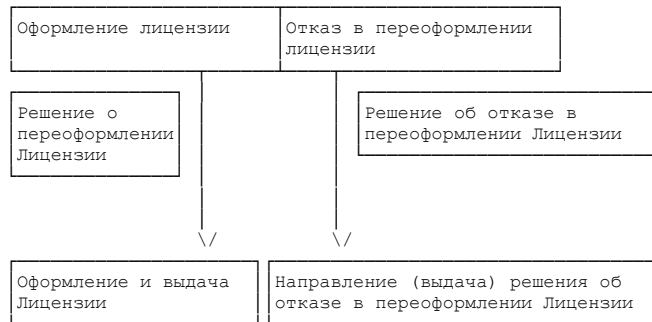 Оформление лицензии
Отказ в переоформлении
лицензии
Решение о
переоформлении
Лицензии
Решение об отказе в
переоформлении Лицензии
Оформление и выдача
Лицензии
Направление (выдача) решения об
отказе в переоформлении Лицензии